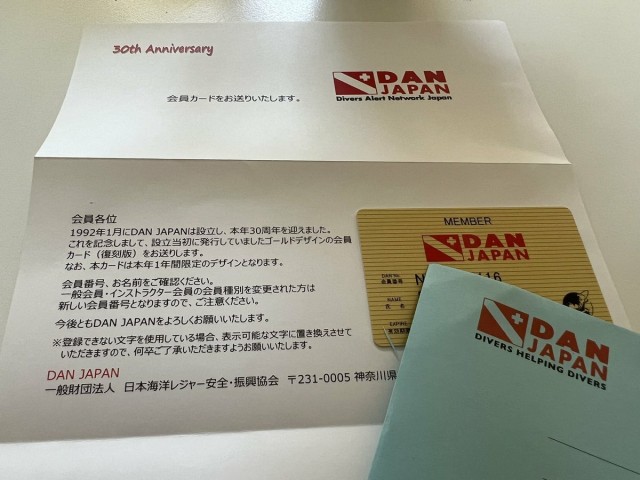 30th Anniversary
DAN
JAPAN
Divers Alert Network Japan
会員カードをお送りいたします。
会員各位
1992年1月にDAN JAPANは設立し、本年30周年を迎えました。
これを記念しまして、設立当初に発行していましたゴールドデザインの会員
カード（復刻版）をお送りします。
なお、本カードは本年1年間限定のデザインとなります。
会員番号、お名前をご確認ください。
一般会員・インストラクター会員の会員種別を変更された方は
新しい会員番号となりますので、ご注意ください。
今後ともDAN JAPANをよろしくお願いいたします。
※登録できない文字を使用している場合、表示可能な文字に置き換えさせて
いただきますので、何卒ご了承いただきますようお願いいたします。
DAN JAPAN
一般財団法人 日本海洋レジャー安全・振興協会 〒231-0005 神奈川県
MEMBER
DAN
JAPAN
DAN No.
会員番号
N
16
NAME
氏 名
DAN
JAPAN
DIVERS HELPING DIVERS